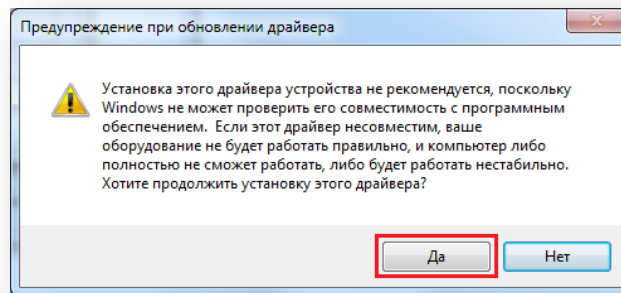 Предупреждение при обновлении драйвера
Установка этого драйвера устройства не рекомендуется, поскольку
Windows не может проверить его совместимость с программным
обеспечением. Если этот драйвер несовместим, ваше
оборудование не будет работать правильно, и компьютер либо
полностью не сможет работать, либо будет работать нестабильно.
Хотите продолжить установку этого драйвера?
Да Нет